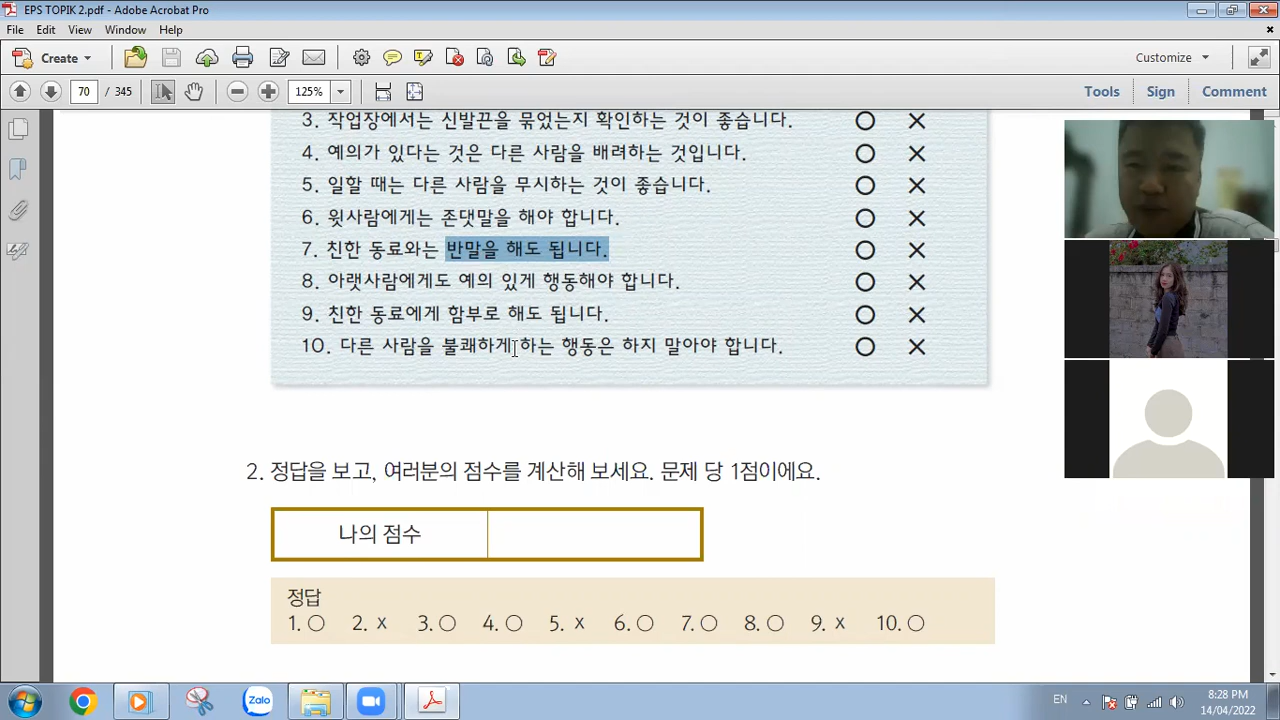 EPS TOPIK 2.pdf - Adobe Acrobat Pro
File Edit View Window Help
Create Customize
70 / 345 125% Tools Sign Comment
3. 작업장에서는 신발끈을 묶었는지 확인하는 것이 좋습니다. ○ ×
4. 예의가 있다는 것은 다른 사람을 배려하는 것입니다. ○ ×
5. 일할 때는 다른 사람을 무시하는 것이 좋습니다. ○ ×
6. 윗사람에게는 존댓말을 해야 합니다. ○ ×
7. 친한 동료와는 반말을 해도 됩니다. ○ ×
8. 아랫사람에게도 예의 있게 행동해야 합니다. ○ ×
9. 친한 동료에게 함부로 해도 됩니다. ○ ×
10. 다른 사람을 불쾌하게 하는 행동은 하지 말아야 합니다. ○ ×
2. 정답을 보고, 여러분의 점수를 계산해 보세요. 문제 당 1점이에요.
나의 점수
정답
1. ○ 2. x 3. ○ 4. ○ 5. x 6. ○ 7. ○ 8. ○ 9. x 10. ○
Zalo
EN
8:28 PM
14/04/2022